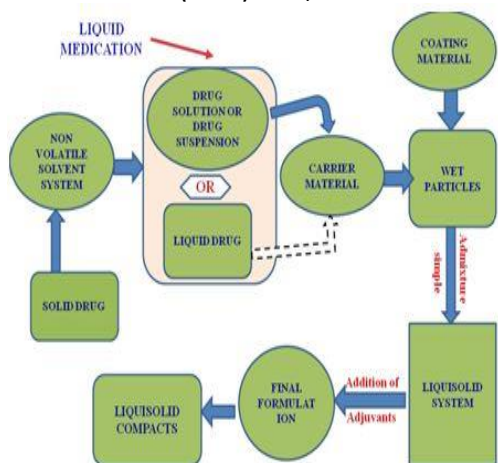 LIQUID
MEDICATION
COATING
MATERIAL
DRUG
SOLUTION OR
DRUG
SUSPENSION
NON
VOLATILE
SOLVENT
SYSTEM
CARRIER
MATERIAL
WET
PARTICLES
OR
LIQUID DRUG
SOLID DRUG
Admixture
simple
LIQUISOLID
SYSTEM
Addition of
Adjuvants
FINAL
FORMULAT
ION
LIQUISOLID
COMPACTS